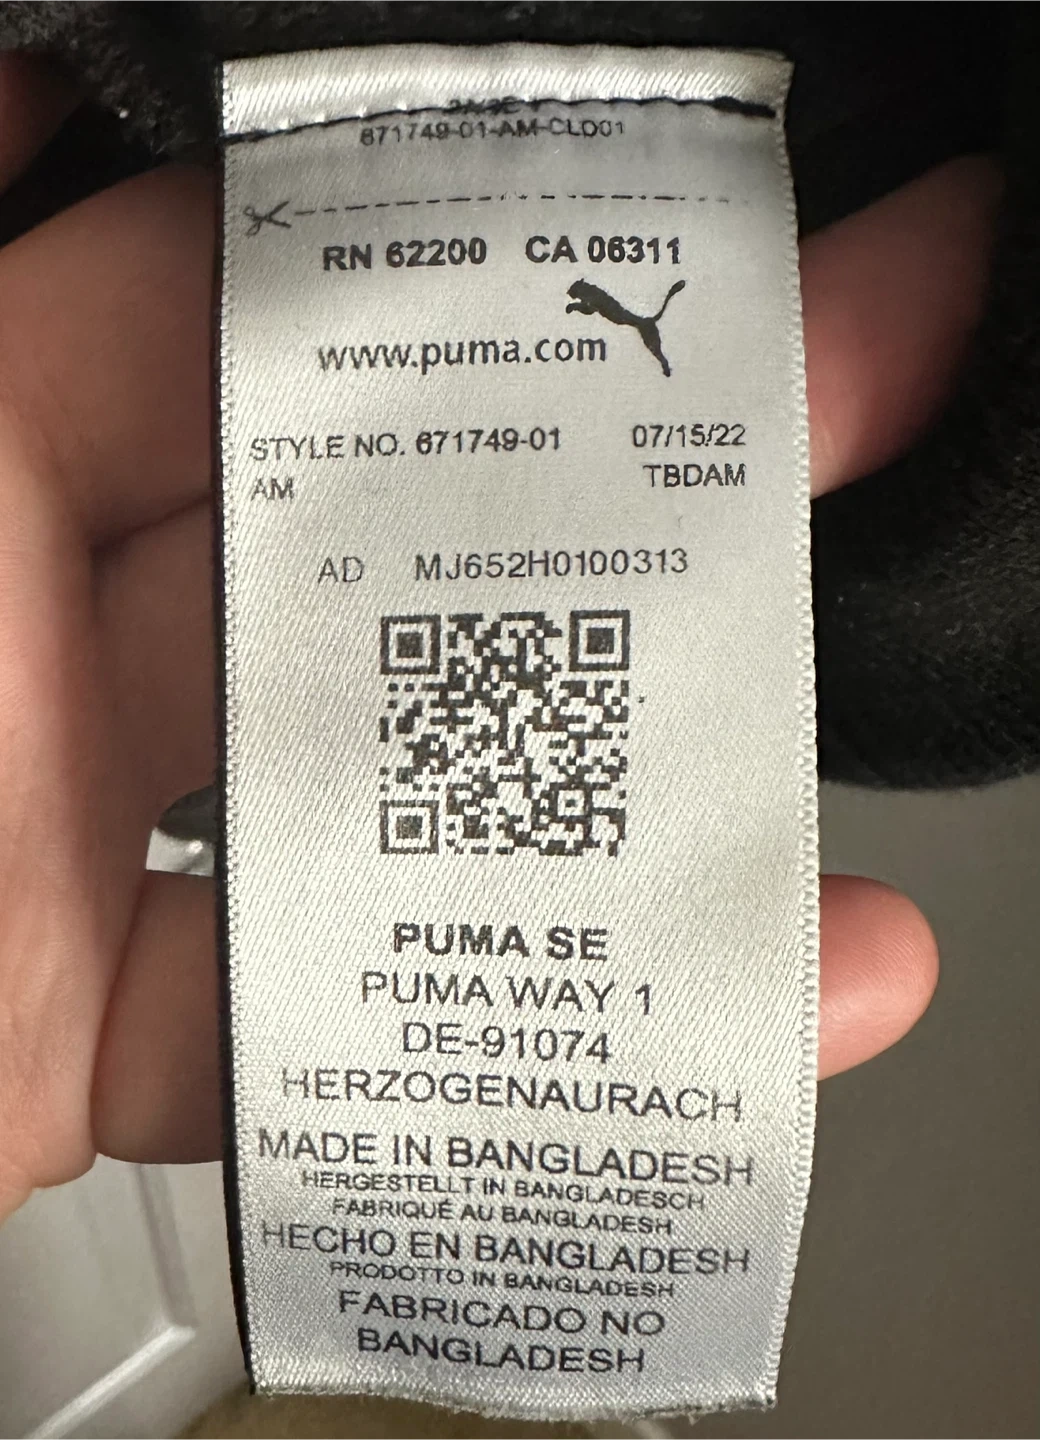 671749-01-AM-CLD01
RN 62200 CA 06311
www.puma.com
STYLE NO. 671749-01 07/15/22
AM TBDAM
AD MJ652H0100313
PUMA SE
PUMA WAY 1
DE-91074
HERZOGENAURACH
MADE IN BANGLADESH
HERGESTELLT IN BANGLADESCH
FABRIQUÉ AU BANGLADESH
HECHO EN BANGLADESH
PRODOTTO IN BANGLADESH
FABRICADO NO
BANGLADESH